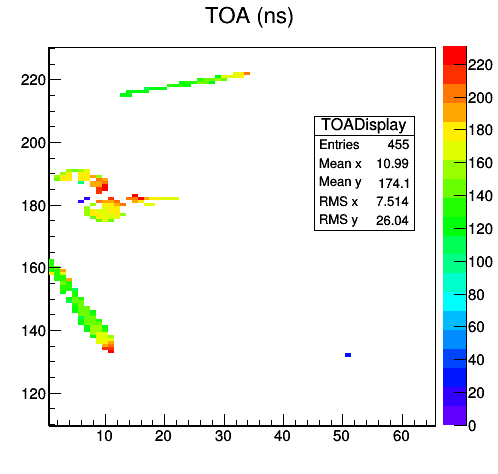 TOA (ns)
220
200
180
160
140
120
10 20 30 40 50 60
TOADisplay
Entries 455
Mean x 10.99
Mean y 174.1
RMS x 7.514
RMS y 26.04
220
200
180
160
140
120
100
80
60
40
20
0